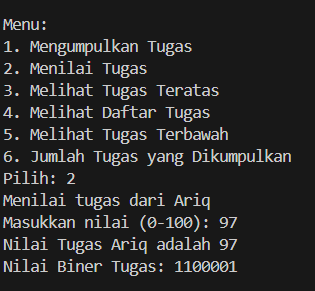 Menu:
1. Mengumpulkan Tugas
2. Menilai Tugas
3. Melihat Tugas Teratas
4. Melihat Daftar Tugas
5. Melihat Tugas Terbawah
6. Jumlah Tugas yang Dikumpulkan
Pilih: 2
Menilai tugas dari Ariq
Masukkan nilai (0-100): 97
Nilai Tugas Ariq adalah 97
Nilai Biner Tugas: 1100001